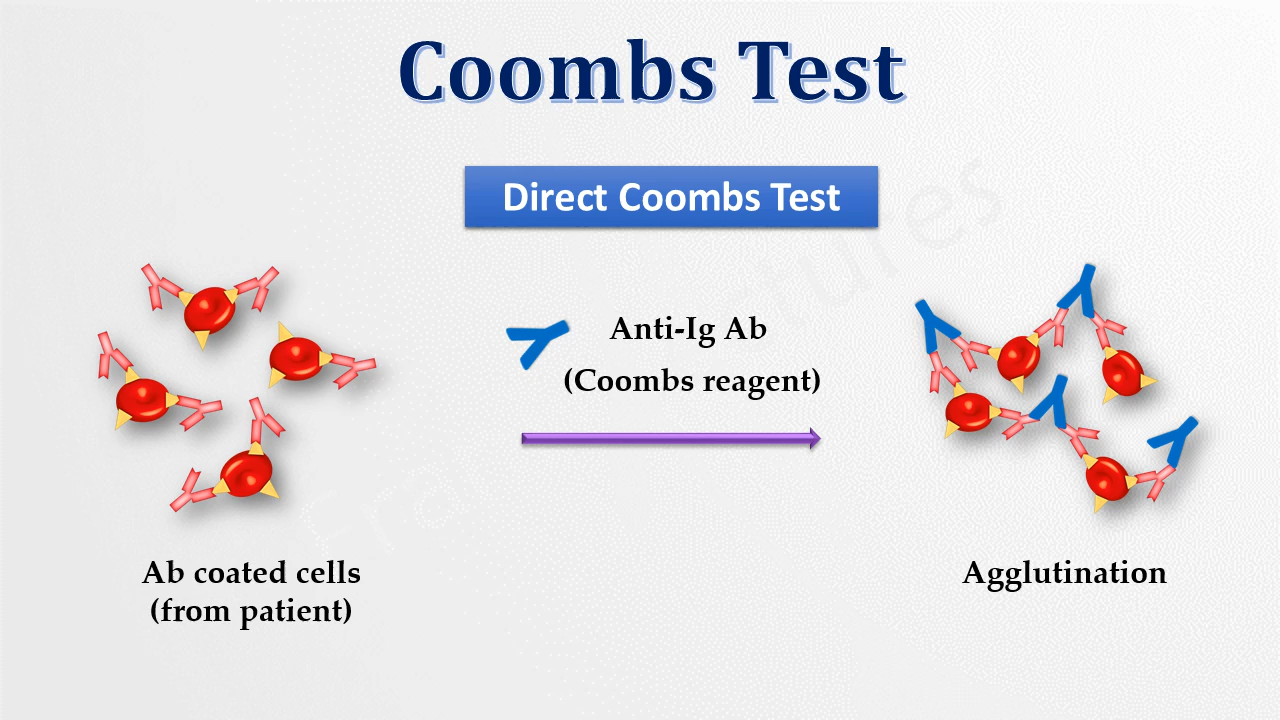 Coombs Test
Direct Coombs Test
Anti-Ig Ab
(Coombs reagent)
Ab coated cells
(from patient)
Agglutination